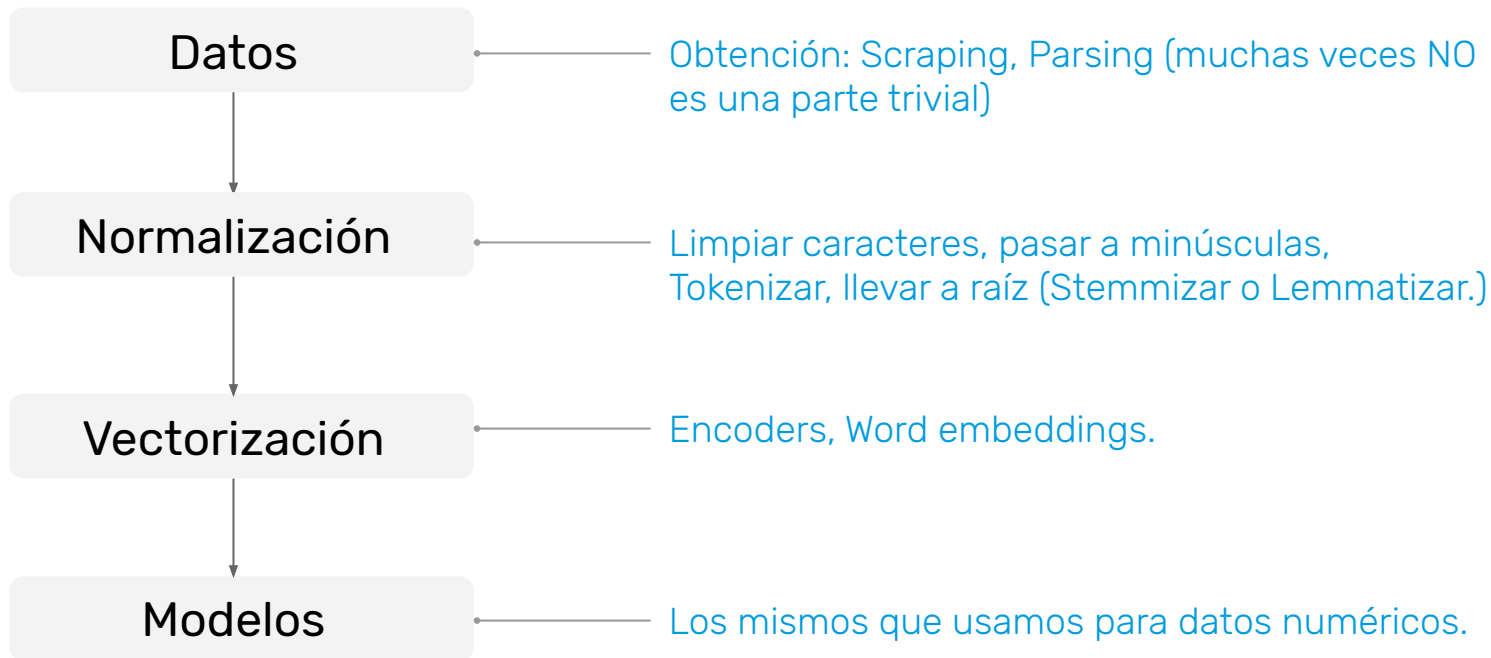 Datos
Obtención: Scraping, Parsing (muchas veces NO
es una parte trivial)
Normalización
Limpiar caracteres, pasar a minúsculas,
Tokenizar, llevar a raíz (Stemmizar o Lemmatizar.)
Vectorización
Encoders, Word embeddings.
Modelos
Los mismos que usamos para datos numéricos.